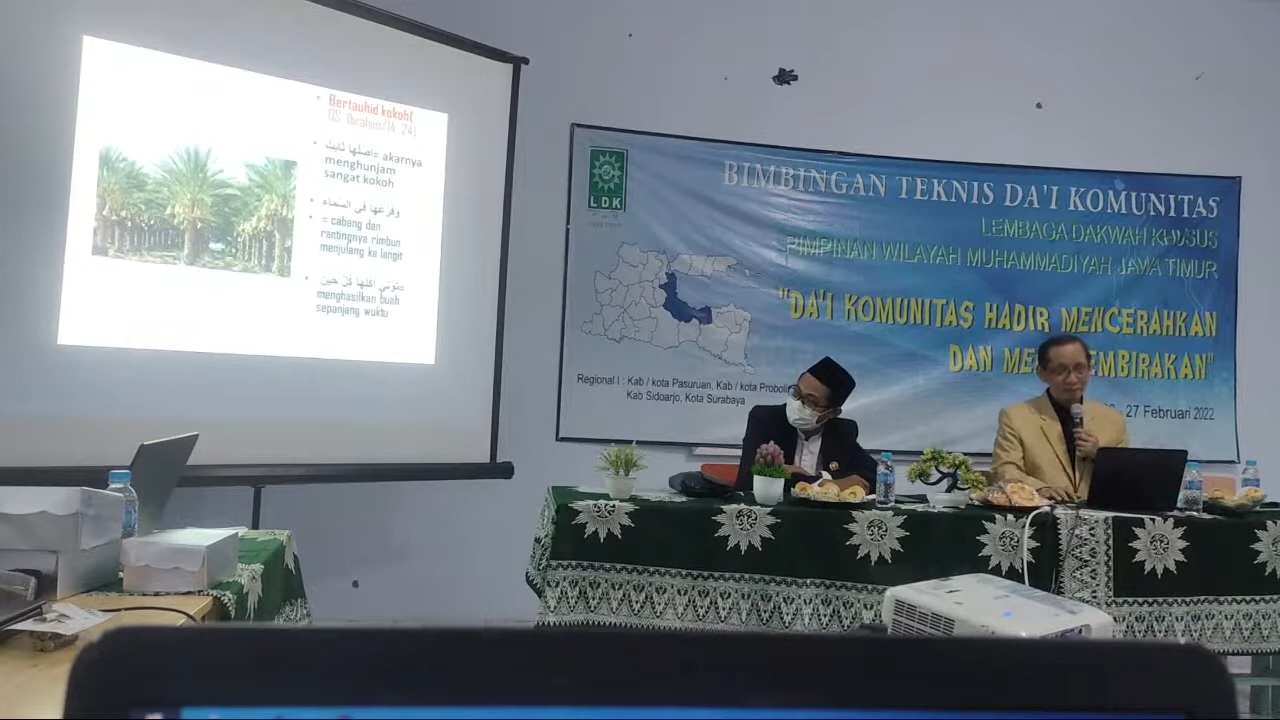 Bertauhid kokoh(
QS. Ibrahim/14: 24)
أصلها ثابت= akarnya
menghunjam
sangat kokoh
وفرعها في السماء
= cabang dan
rantingnya rimbun
menjulang ke langit
تؤتي أكلها كل حين=
menghasilkan buah
sepanjang waktu
LDK
BIMBINGAN TEKNIS DA'I KOMUNITAS
LEMBAGA DAKWAH KHUSUS
PIMPINAN WILAYAH MUHAMMADIYAH JAWA TIMUR
"DA'I KOMUNITAS HADIR MENCERAHKAN
DAN EMBIRAKAN"
Regional I : Kab / kota Pasuruan, Kab / kota
Kab Sidoarjo, Kota Surabaya
- 27 Februari 2022